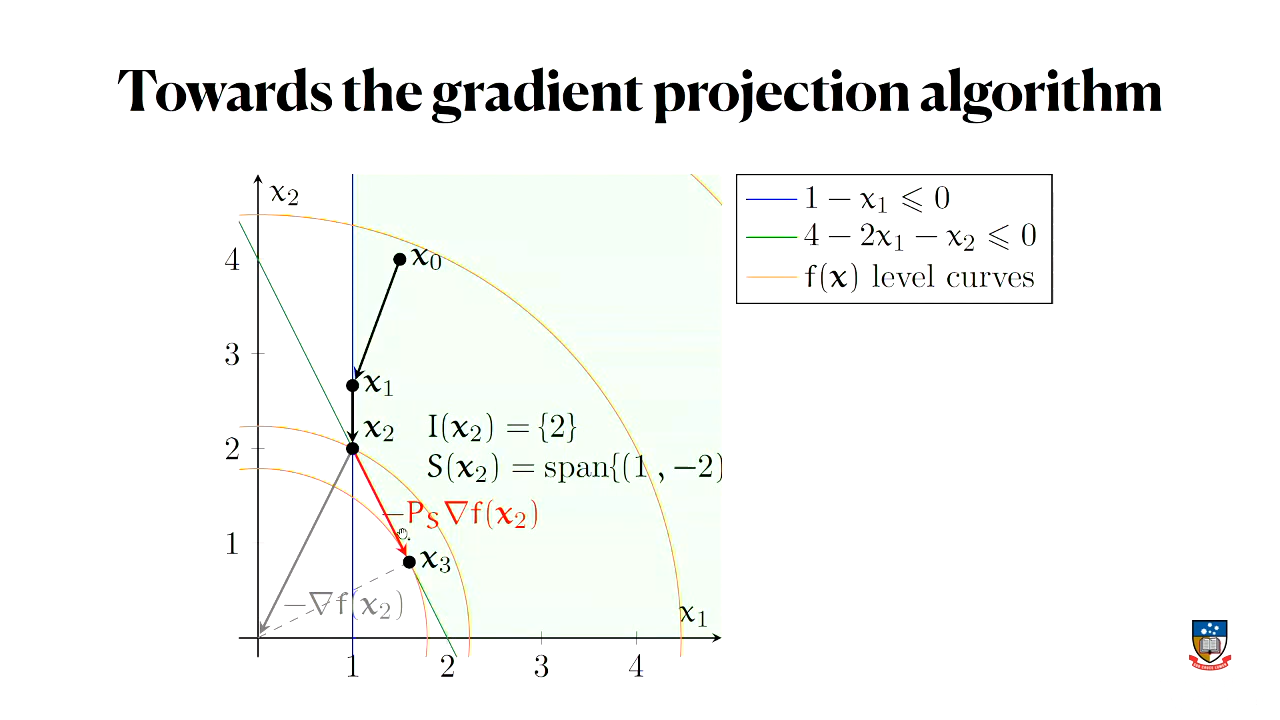 Towards the gradient projection algorithm
x₂
1 − x₁ ⩽ 0
4 − 2x₁ − x₂ ⩽ 0
f(x) level curves
4
x₀
3
x₁
x₂
I(x₂) = {2}
2
S(x₂) = span{(1 , −2)
−P_S∇f(x₂)
1
x₃
−∇f(x₂)
x₁
1 2 3 4